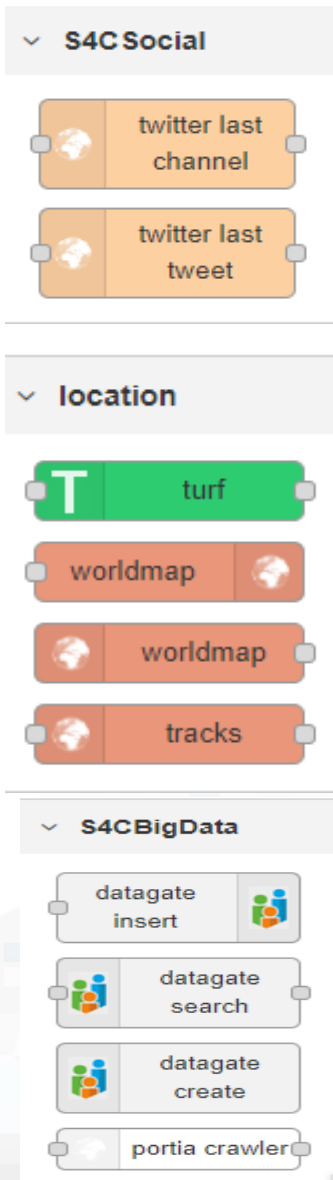 S4C Social
twitter last
channel
twitter last
tweet
location
T
turf
worldmap
worldmap
tracks
S4CBigData
datagate
insert
datagate
search
datagate
create
portia crawler